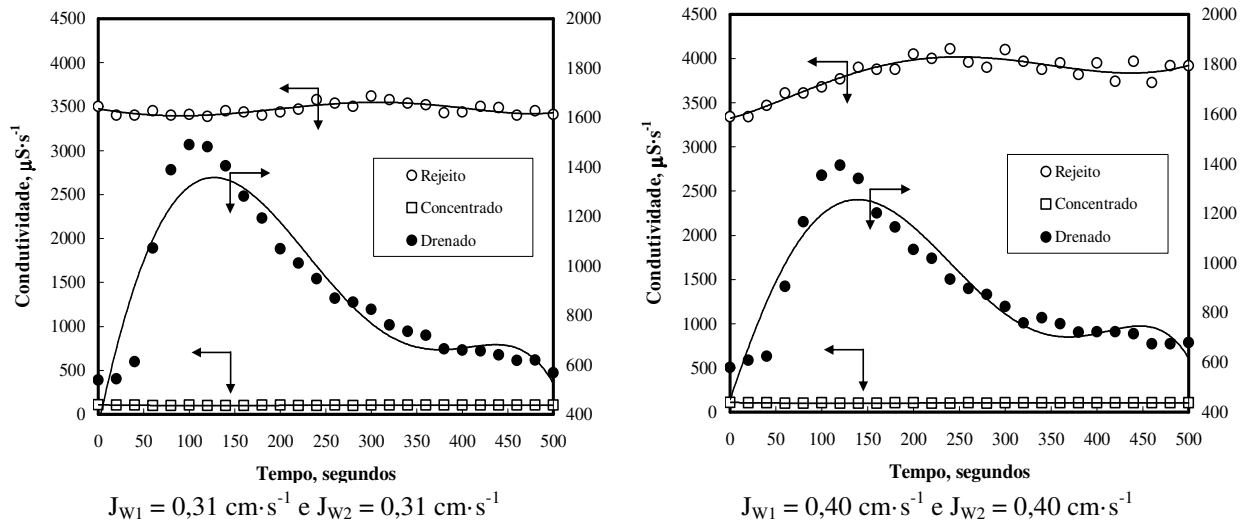 4500
4000
3500
3000
2500
2000
1500
1000
500
0
Condutividade, µS·s⁻¹
2000
1800
1600
1400
1200
1000
800
600
400
Rejeito
Concentrado
Drenado
0 50 100 150 200 250 300 350 400 450 500
Tempo, segundos
J_W1 = 0,31 cm·s⁻¹ e J_W2 = 0,31 cm·s⁻¹
4500
4000
3500
3000
2500
2000
1500
1000
500
0
Condutividade, µS·s⁻¹
2000
1800
1600
1400
1200
1000
800
600
400
Rejeito
Concentrado
Drenado
0 50 100 150 200 250 300 350 400 450 500
Tempo, segundos
J_W1 = 0,40 cm·s⁻¹ e J_W2 = 0,40 cm·s⁻¹